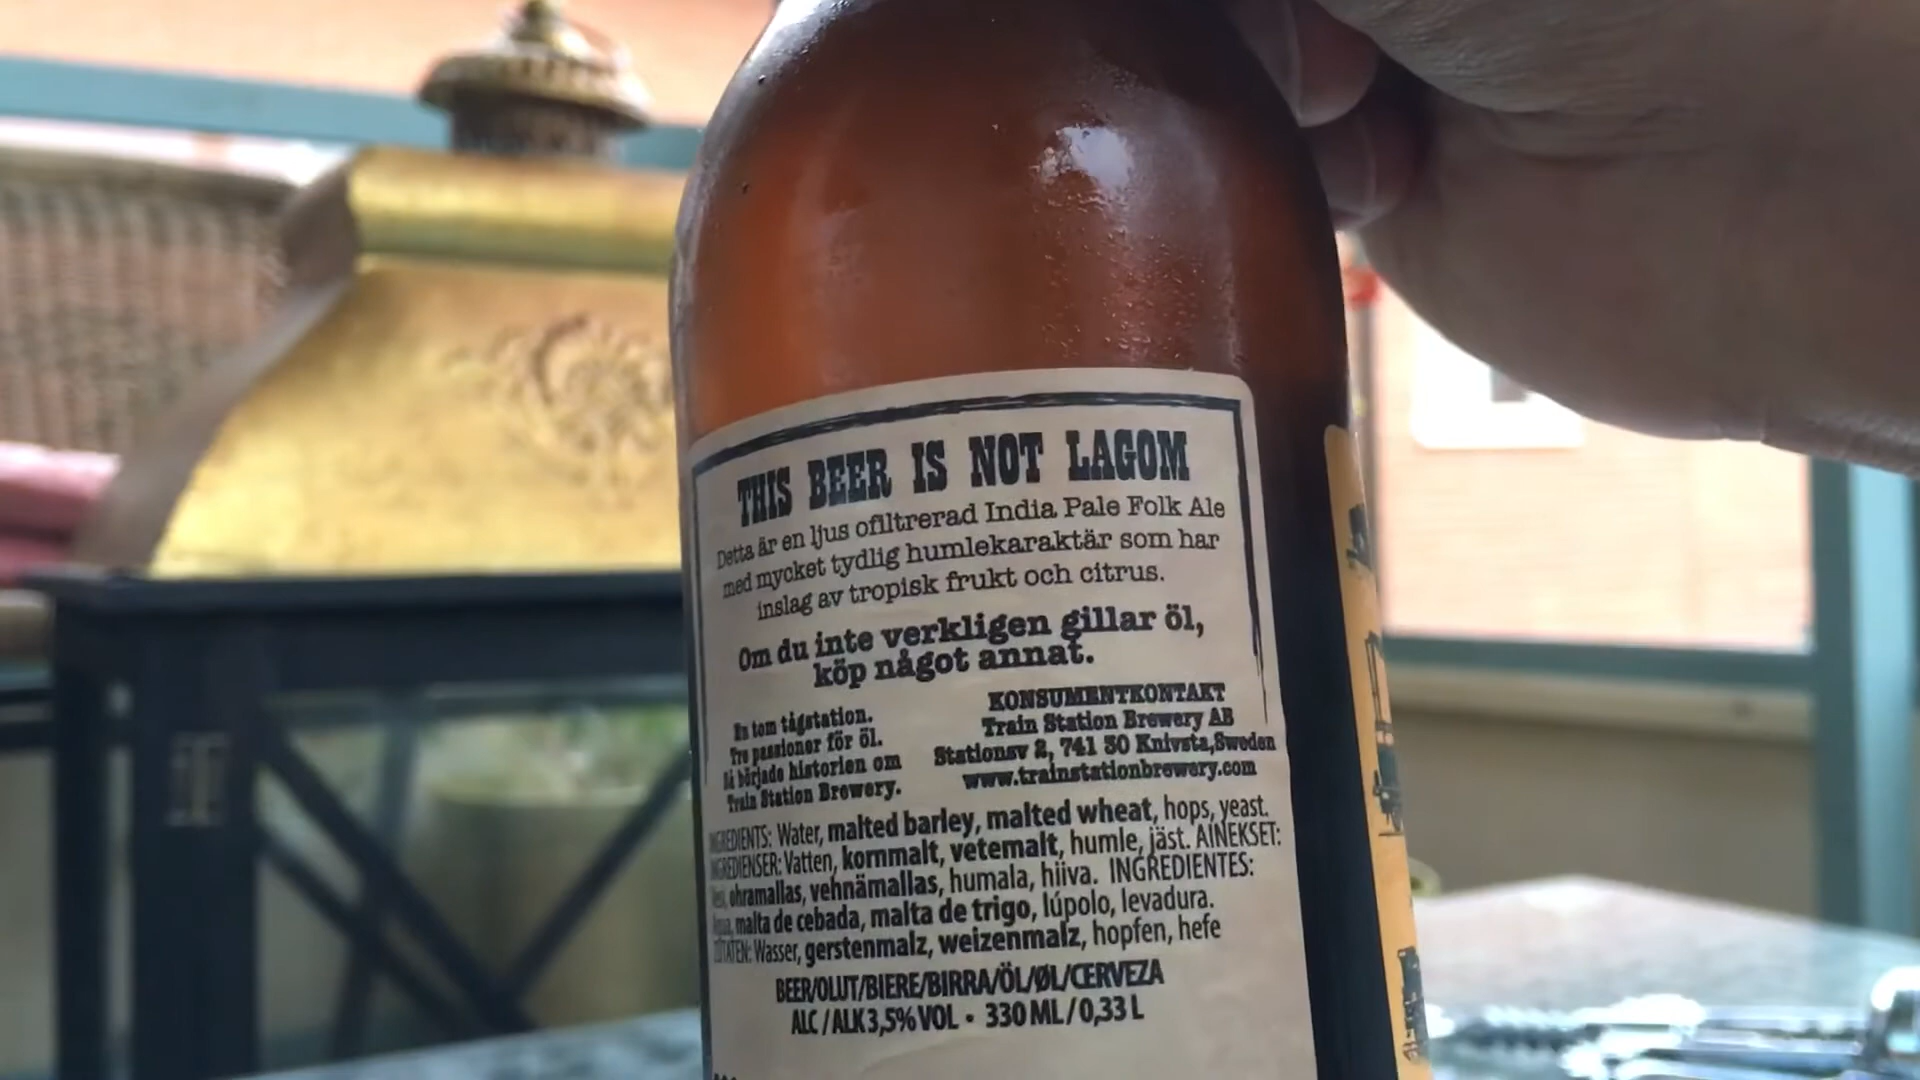 THIS BEER IS NOT LAGOM
Detta är en ljus ofiltrerad India Pale Folk Ale
med mycket tydlig humlekaraktär som har
inslag av tropisk frukt och citrus.
Om du inte verkligen gillar öl,
köp något annat.
En tom tågstation.
Tre passioner för öl.
Så började historien om
Train Station Brewery.
KONSUMENTKONTAKT
Train Station Brewery AB
Stationsv 2, 741 50 Knivsta, Sweden
www.trainstationbrewery.com
INGREDIENTS: Water, malted barley, malted wheat, hops, yeast.
INGREDIENSER: Vatten, kornmalt, vetemalt, humle, jäst. AINEKSET:
ohramallas, vehnämallas, humala, hiiva. INGREDIENTES:
malta de cebada, malta de trigo, lúpolo, levadura.
ZUTATEN: Wasser, gerstenmalz, weizenmalz, hopfen, hefe
BEER/OLUT/BIERE/BIRRA/ÖL/ØL/CERVEZA
ALC / ALK 3,5% VOL • 330 ML / 0,33 L